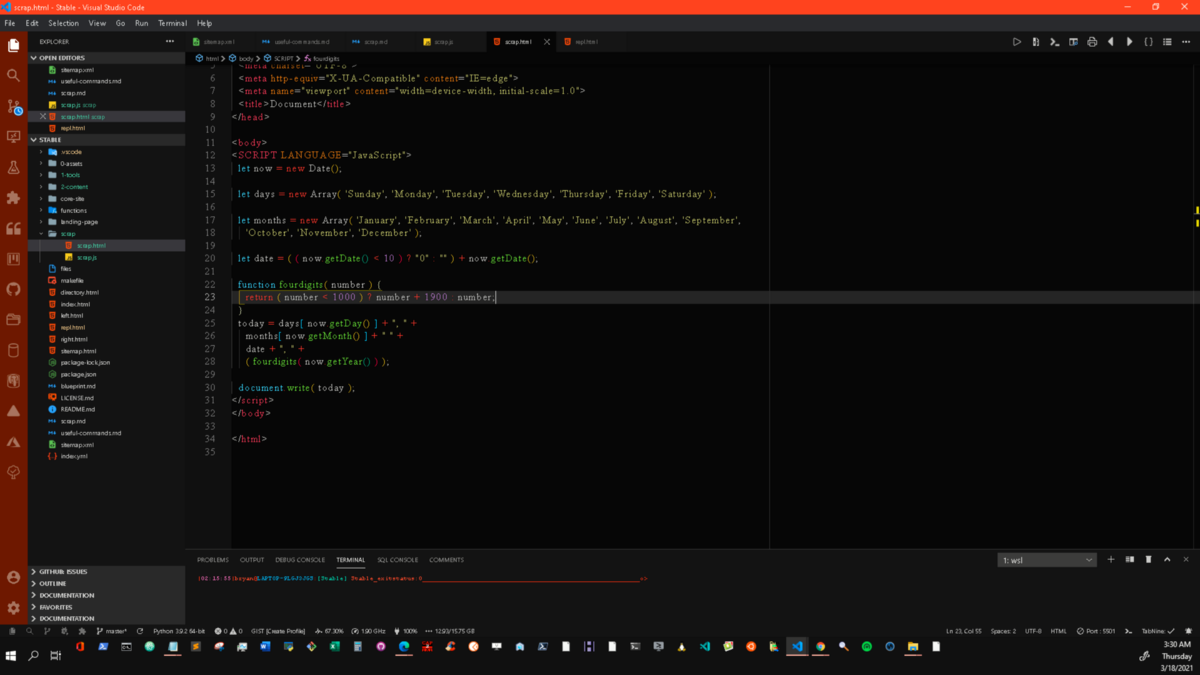 scrap.html - Stable - Visual Studio Code
File Edit Selection View Go Run Terminal Help
EXPLORER
sitemap.xml useful-commands.md scrap.md scrap.js scrap.html repl.html
OPEN EDITORS
sitemap.xml
useful-commands.md
scrap.md
scrap.js scrap
scrap.html scrap
repl.html
STABLE
.vscode
0-assets
1-tools
2-content
core-site
functions
landing-page
scrap
scrap.html
scrap.js
files
makefile
directory.html
index.html
left.html
repl.html
right.html
sitemap.html
package-lock.json
package.json
blueprint.md
LICENSE.md
README.md
scrap.md
useful-commands.md
sitemap.xml
index.yml
GITHUB ISSUES
OUTLINE
DOCUMENTATION
FAVORITES
DOCUMENTATION
html > body > SCRIPT > fourdigits
5 <meta charset="UTF-8">
6 <meta http-equiv="X-UA-Compatible" content="IE=edge">
7 <meta name="viewport" content="width=device-width, initial-scale=1.0">
8 <title>Document</title>
9 </head>
10
11 <body>
12 <SCRIPT LANGUAGE="JavaScript">
13 let now = new Date();
14
15 let days = new Array( 'Sunday', 'Monday', 'Tuesday', 'Wednesday', 'Thursday', 'Friday', 'Saturday' );
16
17 let months = new Array( 'January', 'February', 'March', 'April', 'May', 'June', 'July', 'August', 'September',
18 'October', 'November', 'December' );
19
20 let date = ( ( now.getDate() < 10 ) ? "0" : "" ) + now.getDate();
21
22 function fourdigits( number ) {
23 return ( number < 1000 ) ? number + 1900 : number;
24 }
25 today = days[ now.getDay() ] + ", " +
26 months[ now.getMonth() ] + " " +
27 date + ", " +
28 ( fourdigits( now.getYear() ) );
29
30 document.write( today );
31 </script>
32 </body>
33
34 </html>
35
PROBLEMS OUTPUT DEBUG CONSOLE TERMINAL SQL CONSOLE COMMENTS
1: wsl
master* Python 3.9.2 64-bit 0 0 GIST [Create Profile] 67.30% 1.90 GHz 100% 12.93/15.75 GB
Ln 23, Col 55 Spaces: 2 UTF-8 HTML Port : 5501 TabNine
3:30 AM
Thursday
3/18/2021